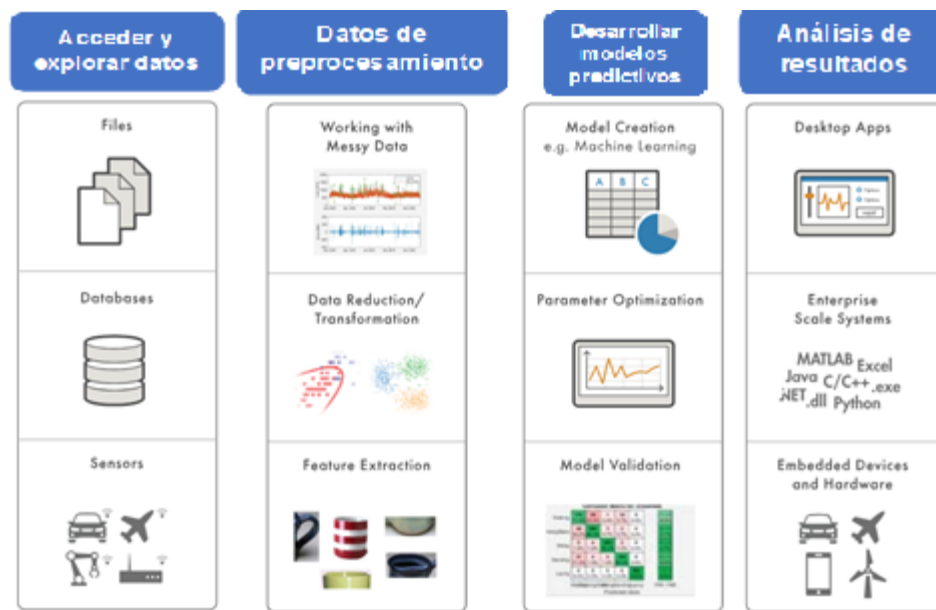 Acceder y
explorar datos
Datos de
preprocesamiento
Desarrollar
modelos
predictivos
Análisis de
resultados
Files
Databases
Sensors
Working with
Messy Data
Data Reduction/
Transformation
Feature Extraction
Model Creation
e.g. Machine Learning
A B C
Parameter Optimization
Model Validation
Desktop Apps
Enterprise
Scale Systems
MATLAB Excel
Java C/C++ .exe
.NET .dll Python
Embedded Devices
and Hardware